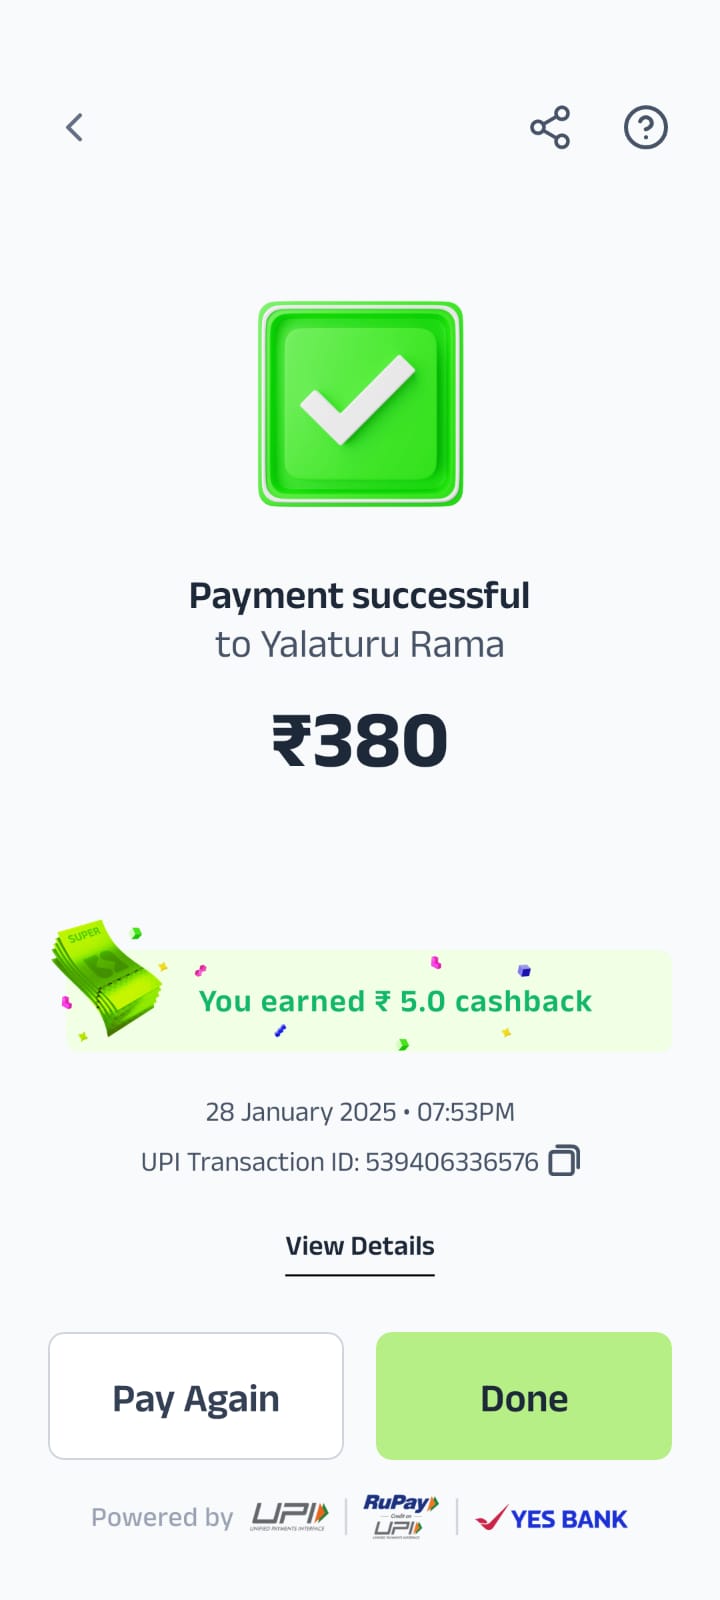 Payment successful
to Yalaturu Rama
₹380
SUPER
You earned ₹ 5.0 cashback
28 January 2025 • 07:53PM
UPI Transaction ID: 539406336576
View Details
Pay Again
Done
Powered by
UPI
UNIFIED PAYMENTS INTERFACE
RuPay
Credit on
UPI
UNIFIED PAYMENTS INTERFACE
YES BANK